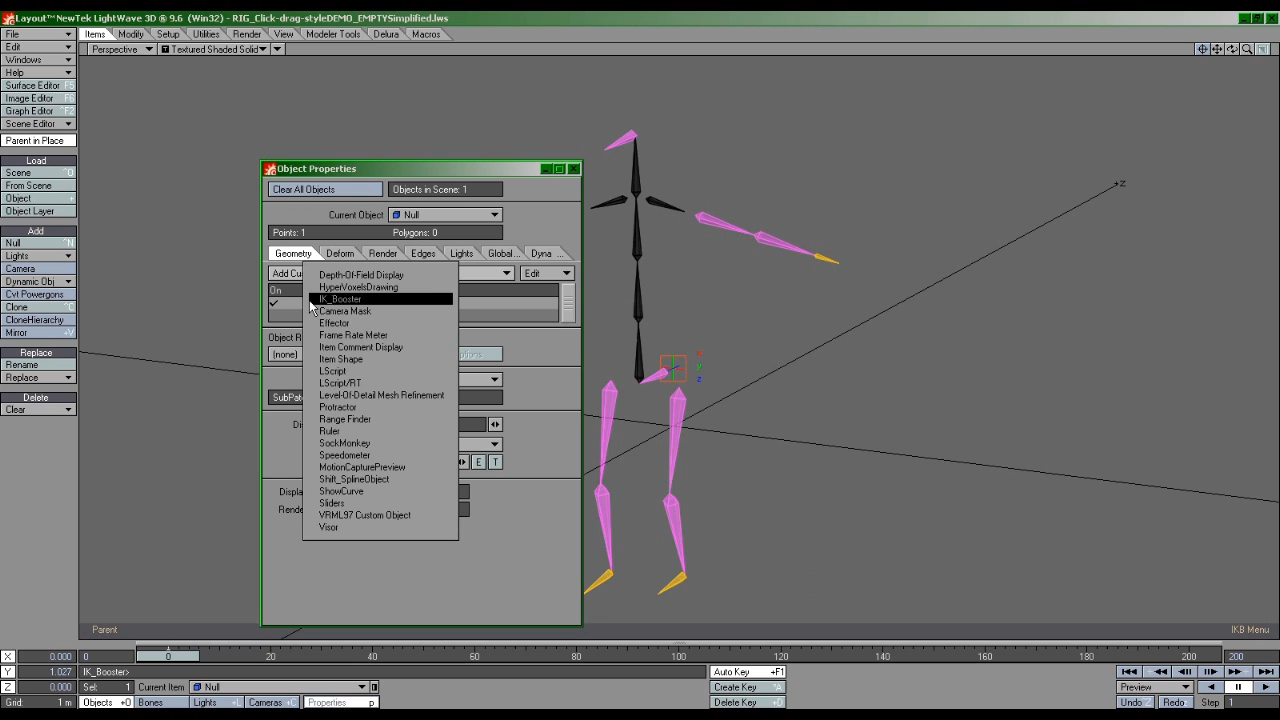 Layout™ NewTek LightWave 3D ® 9.6 (Win32) - RIG_Click-drag-styleDEMO_EMPTYSimplified.lws
File
Edit
Windows
Help
Surface Editor F5
Image Editor F6
Graph Editor ^F2
Scene Editor
Parent in Place
Load
Scene ^O
From Scene
Object +
Object Layer
Add
Null ^N
Lights
Camera
Dynamic Obj
Cvt Powergons
Clone ^C
CloneHierarchy
Mirror +V
Replace
Rename
Replace
Delete
Clear
Items Modify Setup Utilities Render View Modeler Tools Delura Macros
Perspective T Textured Shaded Solid
Object Properties
Clear All Objects Objects in Scene: 1
Current Object Null
Points: 1 Polygons: 0
Geometry Deform Render Edges Lights Global... Dyna ...
Add Cu Edit
On
Object R
(none) ptions
SubPat
Di
E T
Displa
Rende
Depth-Of-Field Display
HyperVoxelsDrawing
IK_Booster
Camera Mask
Effector
Frame Rate Meter
Item Comment Display
Item Shape
LScript
LScript/RT
Level-Of-Detail Mesh Refinement
Protractor
Range Finder
Ruler
SockMonkey
Speedometer
MotionCapturePreview
Shift_SplineObject
ShowCurve
Sliders
VRML97 Custom Object
Visor
+Z
x
y
z
Parent IKB Menu
X 0.000 0 0 20 40 60 80 100 120 140 160 180 200 200
Y 1.027 IK_Booster> Auto Key +F1
Z 0.000 Sel: 1 Current Item Null Create Key Preview
Grid: 1 m Objects +O Bones Lights +L Cameras +C Properties p Delete Key Undo Z Redo Z Step 1